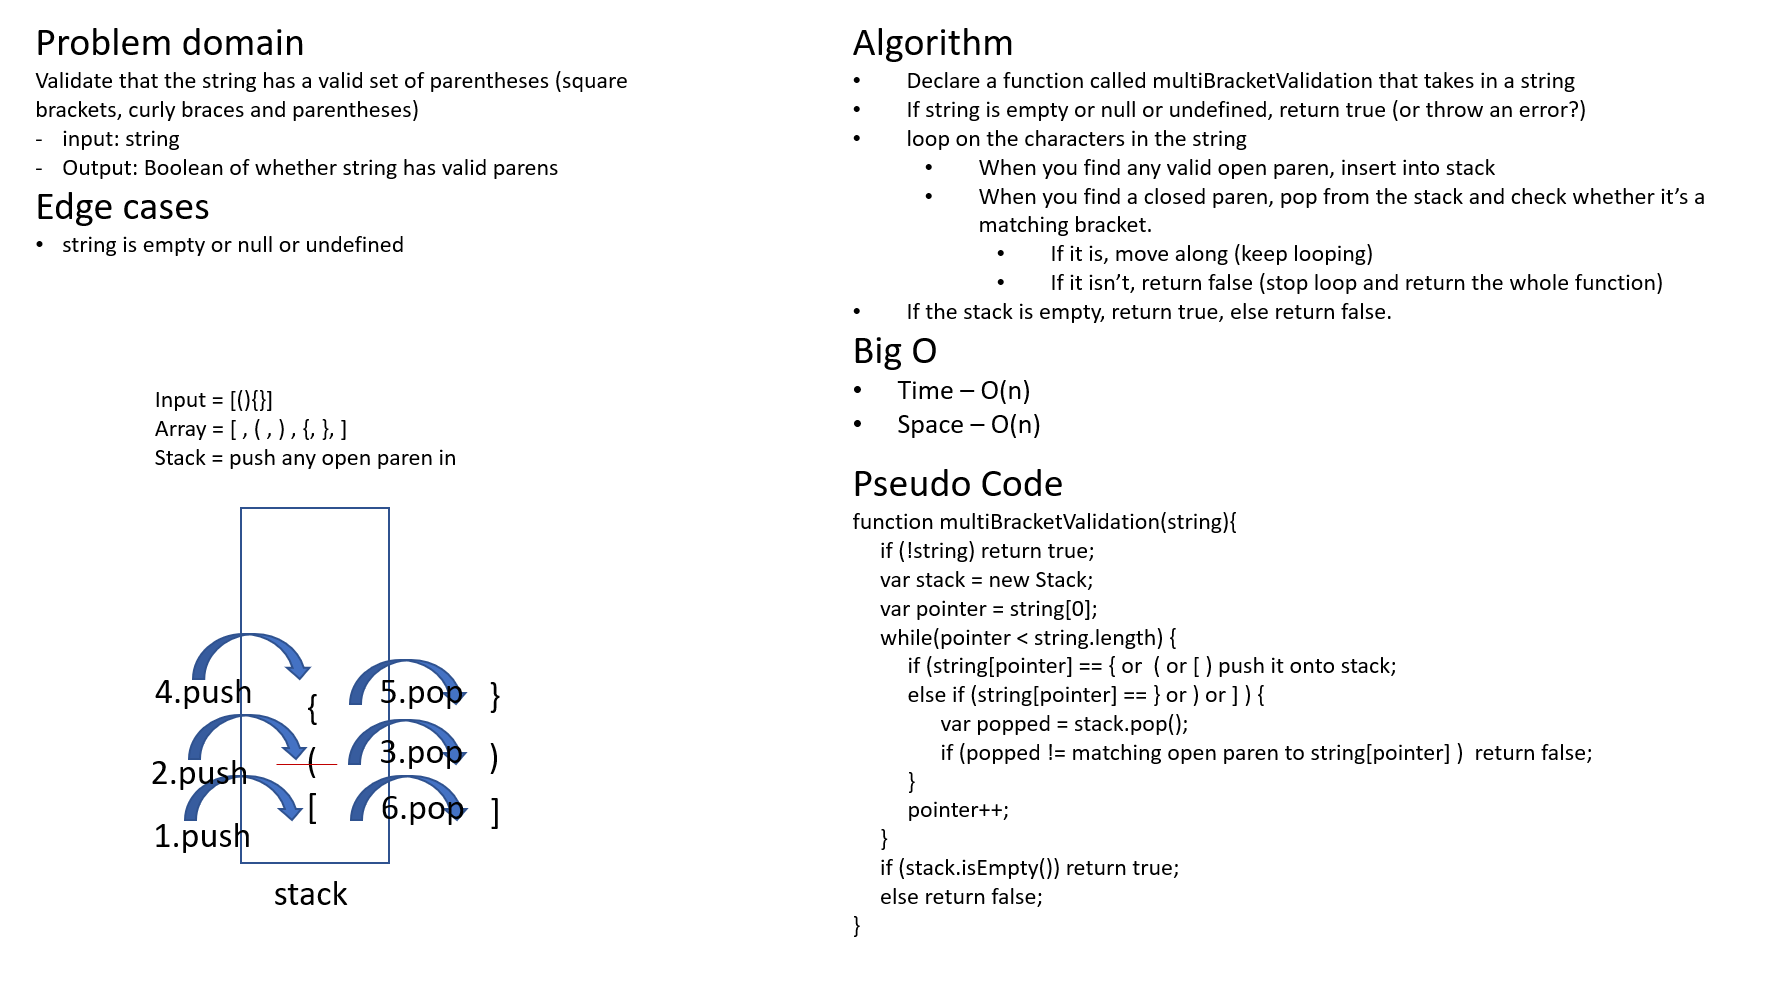 Problem domain
Validate that the string has a valid set of parentheses (square
brackets, curly braces and parentheses)
- input: string
- Output: Boolean of whether string has valid parens
Edge cases
• string is empty or null or undefined
Input = [(){}]
Array = [ , ( , ) , {, }, ]
Stack = push any open paren in
4.push
{
5.pop
}
2.push
(
3.pop
)
1.push
[
6.pop
]
stack
Algorithm
• Declare a function called multiBracketValidation that takes in a string
• If string is empty or null or undefined, return true (or throw an error?)
• loop on the characters in the string
• When you find any valid open paren, insert into stack
• When you find a closed paren, pop from the stack and check whether it’s a
matching bracket.
• If it is, move along (keep looping)
• If it isn’t, return false (stop loop and return the whole function)
• If the stack is empty, return true, else return false.
Big O
• Time – O(n)
• Space – O(n)
Pseudo Code
function multiBracketValidation(string){
if (!string) return true;
var stack = new Stack;
var pointer = string[0];
while(pointer < string.length) {
if (string[pointer] == { or ( or [ ) push it onto stack;
else if (string[pointer] == } or ) or ] ) {
var popped = stack.pop();
if (popped != matching open paren to string[pointer] ) return false;
}
pointer++;
}
if (stack.isEmpty()) return true;
else return false;
}